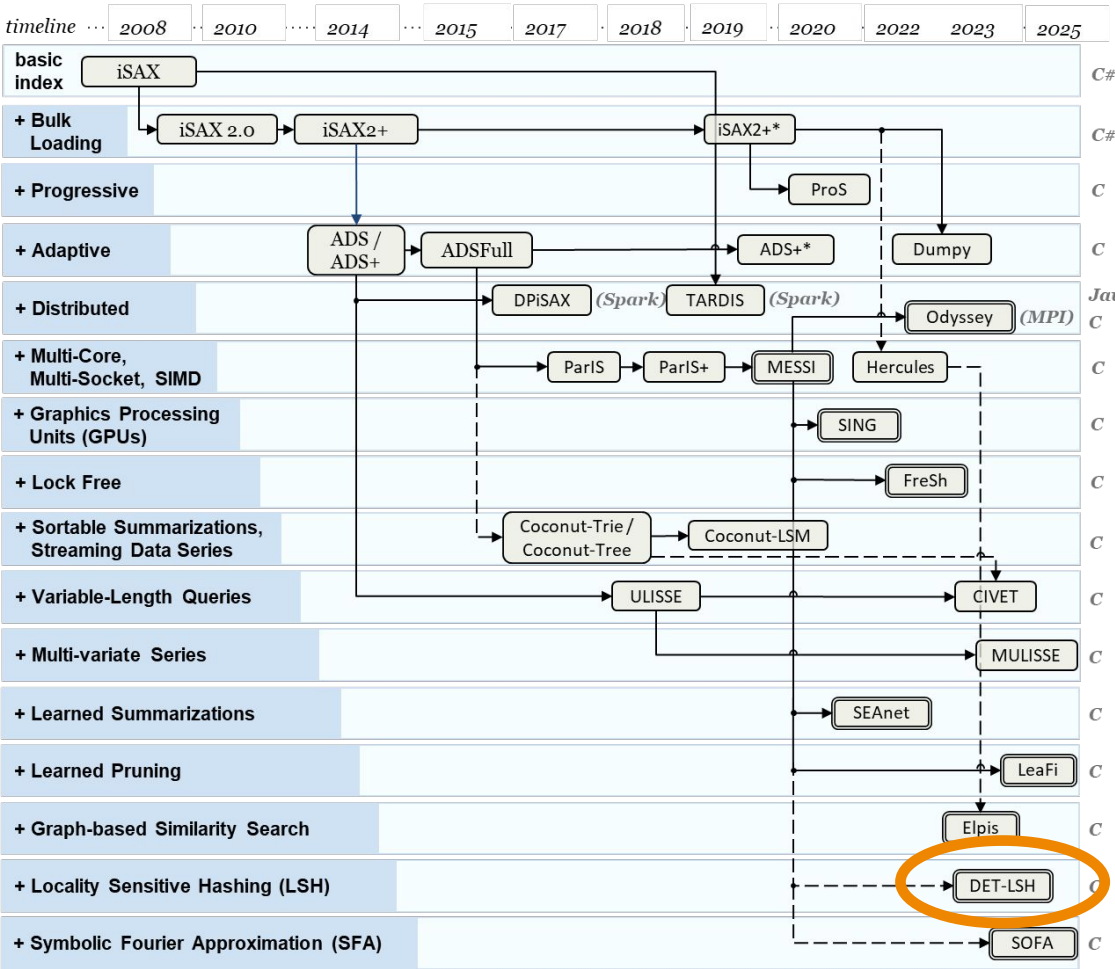 timeline ... 2008 2010 2014 2015 2017 2018 2019 2020 2022 2023 2025
basic
index
iSAX
C#
+ Bulk
Loading
iSAX 2.0
iSAX2+
iSAX2+*
C#
+ Progressive
ProS
C
+ Adaptive
ADS /
ADS+
ADSFull
ADS+*
Dumpy
C
+ Distributed
DPiSAX
(Spark)
TARDIS
(Spark)
Odyssey
(MPI)
C
+ Multi-Core,
Multi-Socket, SIMD
ParIS
ParIS+
MESSI
Hercules
C
+ Graphics Processing
Units (GPUs)
SING
C
+ Lock Free
FreSh
C
+ Sortable Summarizations,
Streaming Data Series
Coconut-Trie/
Coconut-Tree
Coconut-LSM
C
+ Variable-Length Queries
ULISSE
CIVET
C
+ Multi-variate Series
MULISSE
C
+ Learned Summarizations
SEAnet
C
+ Learned Pruning
LeaFi
C
+ Graph-based Similarity Search
Elpis
C
+ Locality Sensitive Hashing (LSH)
DET-LSH
+ Symbolic Fourier Approximation (SFA)
SOFA
C